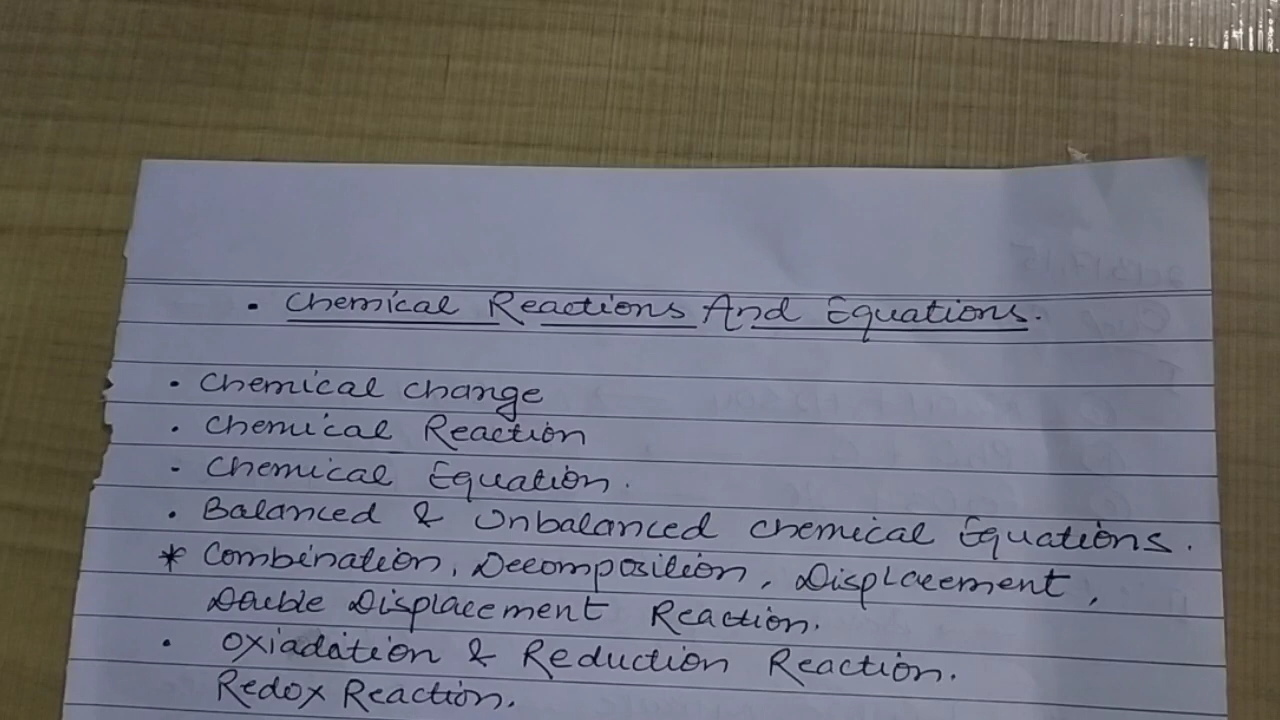 • Chemical Reactions And Equations.
• Chemical change
• Chemical Reaction
• Chemical Equation.
• Balanced & Unbalanced chemical Equations.
* Combination, Decomposition, Displacement,
Double Displacement Reaction.
• Oxiadation & Reduction Reaction.
Redox Reaction.